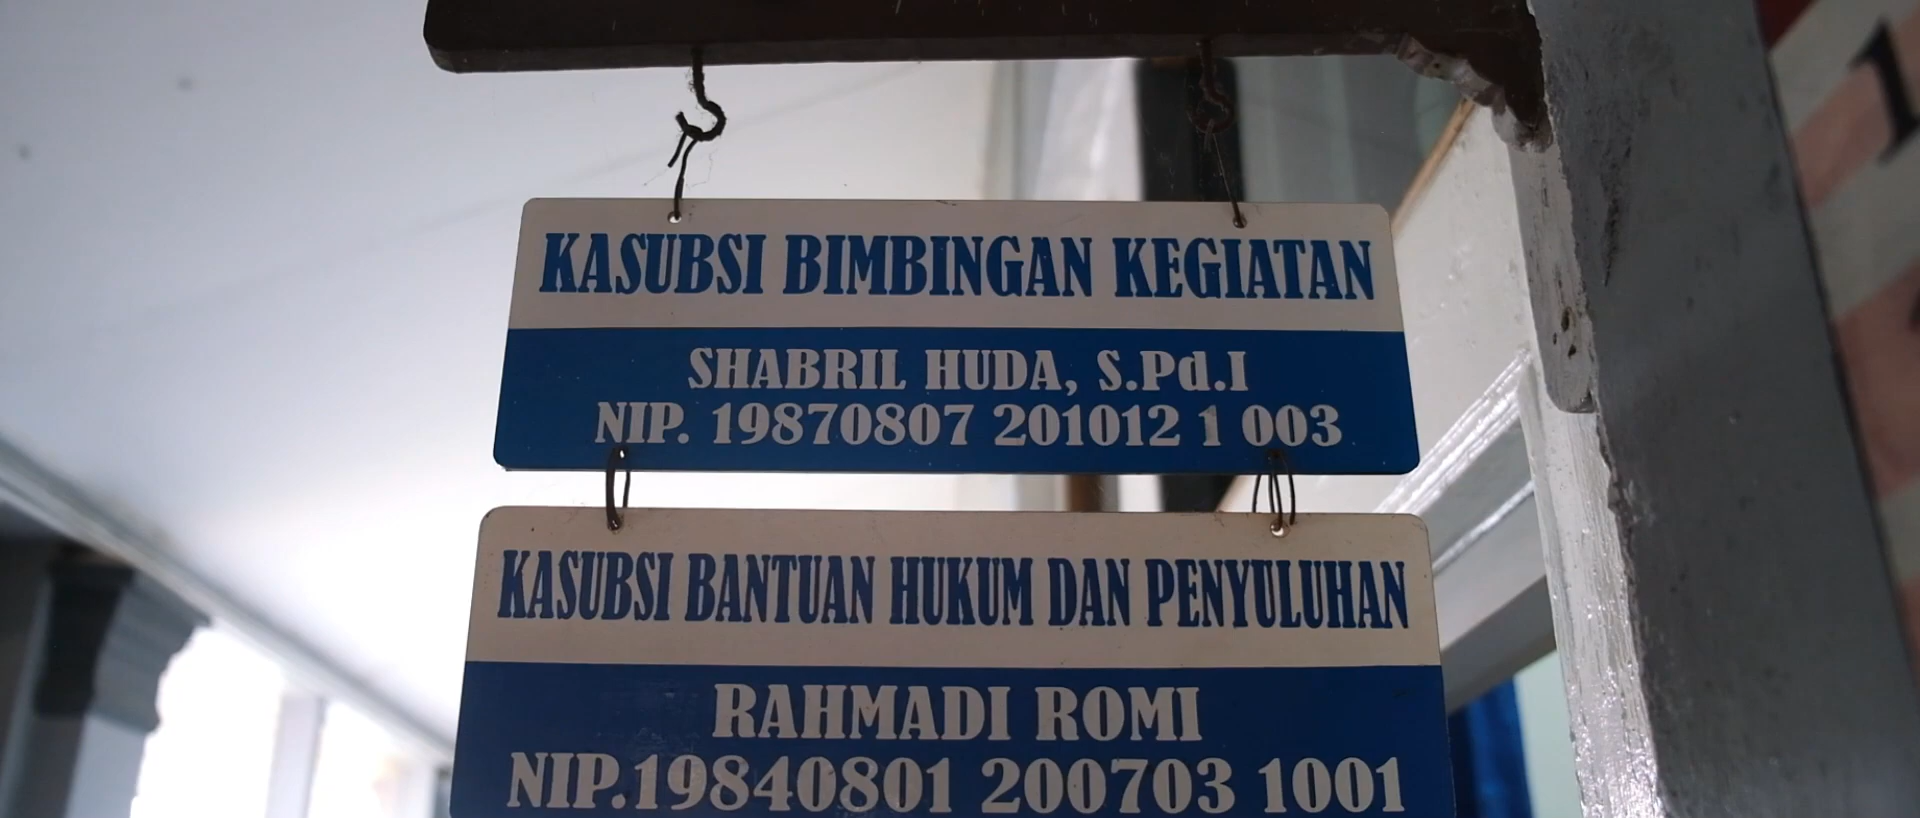 KASUBSI BIMBINGAN KEGIATAN
SHABRIL HUDA, S.Pd.I
NIP. 19870807 201012 1 003
KASUBSI BANTUAN HUKUM DAN PENYULUHAN
RAHMADI ROMI
NIP.19840801 200703 1001